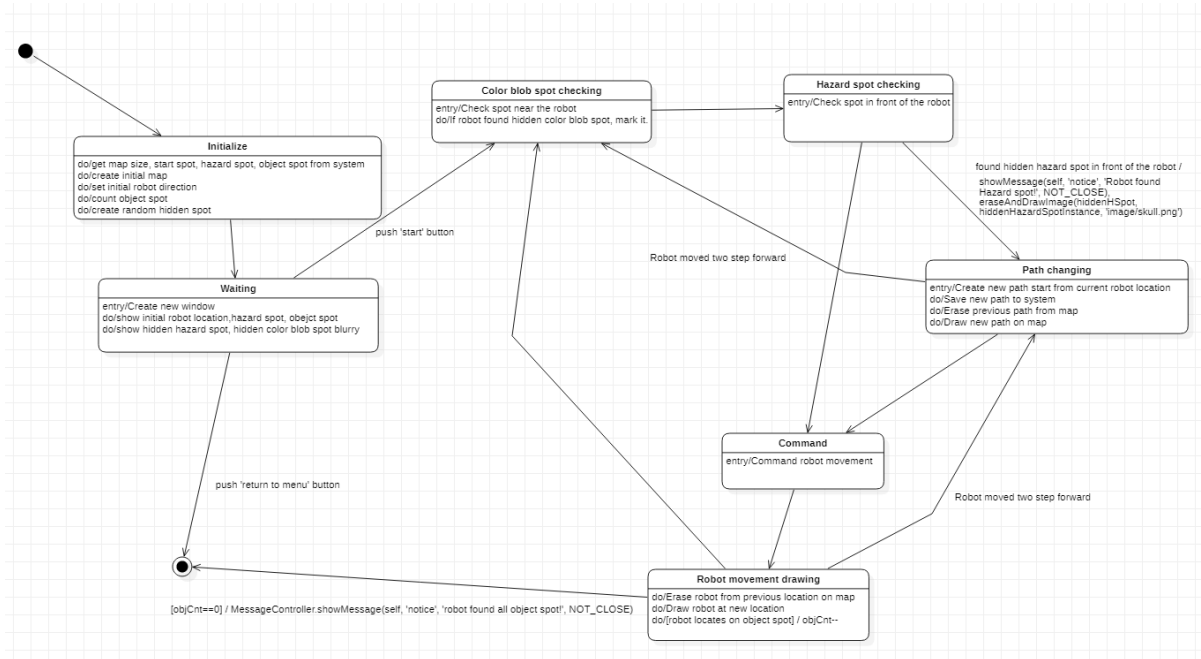 Color blob spot checking
entry/Check spot near the robot
do/If robot found hidden color blob spot, mark it.
Hazard spot checking
entry/Check spot in front of the robot
Initialize
do/get map size, start spot, hazard spot, object spot from system
do/create initial map
do/set initial robot direction
do/count object spot
do/create random hidden spot
found hidden hazard spot in front of the robot /
showMessage(self, 'notice', 'Robot found
Hazard spot!', NOT_CLOSE),
eraseAndDrawImage(hiddenHSpot,
hiddenHazardSpotInstance, 'image/skull.png')
push 'start' button
Robot moved two step forward
Path changing
entry/Create new path start from current robot location
do/Save new path to system
do/Erase previous path from map
do/Draw new path on map
Waiting
entry/Create new window
do/show initial robot location,hazard spot, obejct spot
do/show hidden hazard spot, hidden color blob spot blurry
Command
entry/Command robot movement
push 'return to menu' button
Robot moved two step forward
Robot movement drawing
do/Erase robot from previous location on map
do/Draw robot at new location
do/[robot locates on object spot] / objCnt--
[objCnt==0] / MessageController.showMessage(self, 'notice', 'robot found all object spot!', NOT_CLOSE)